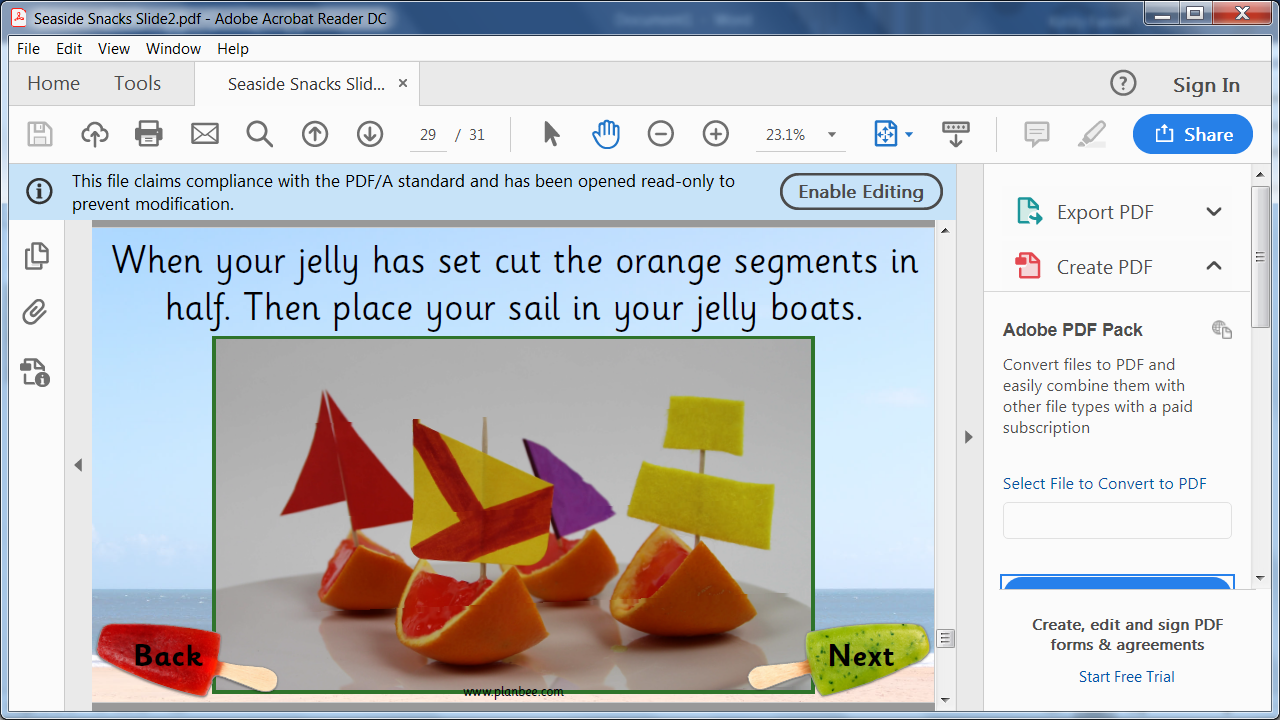 Seaside Snacks Slide2.pdf - Adobe Acrobat Reader DC
File Edit View Window Help
Home Tools Seaside Snacks Slid... × ? Sign In
29 / 31 23.1% Share
This file claims compliance with the PDF/A standard and has been opened read-only to
prevent modification.
Enable Editing
When your jelly has set cut the orange segments in
half. Then place your sail in your jelly boats.
Back
Next
www.planbee.com
Export PDF
Create PDF
Adobe PDF Pack
Convert files to PDF and
easily combine them with
other file types with a paid
subscription
Select File to Convert to PDF
Create, edit and sign PDF
forms & agreements
Start Free Trial